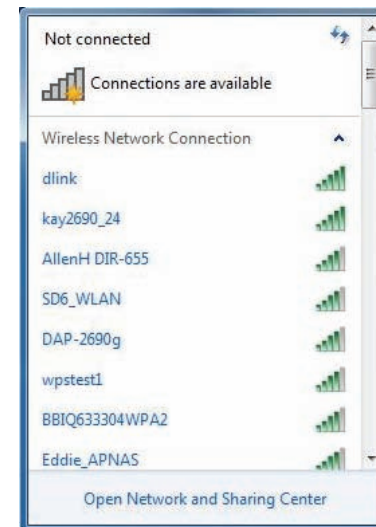 Not connected
Connections are available
Wireless Network Connection
dlink
kay2690_24
AllenH DIR-655
SD6_WLAN
DAP-2690g
wpstest1
BBIQ633304WPA2
Eddie_APNAS
Open Network and Sharing Center